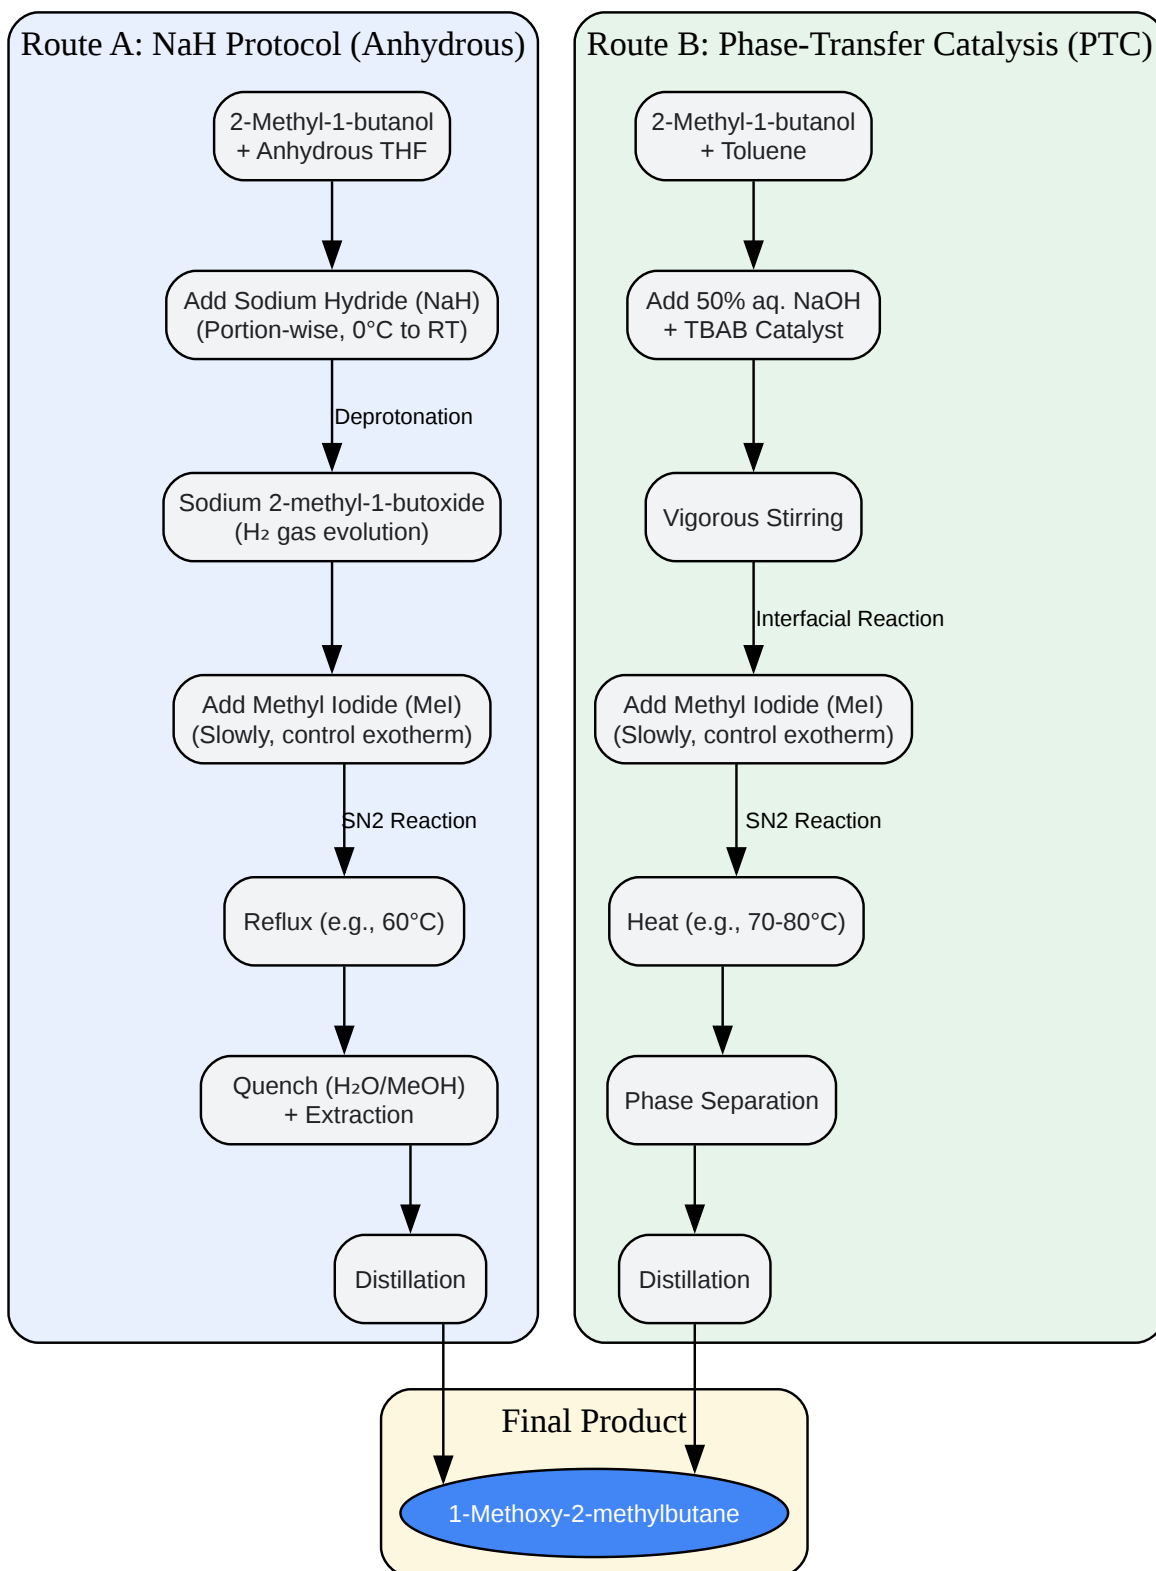 Route A: NaH Protocol (Anhydrous)
2-Methyl-1-butanol
+ Anhydrous THF
Add Sodium Hydride (NaH)
(Portion-wise, 0°C to RT)
Deprotonation
Sodium 2-methyl-1-butoxide
(H₂ gas evolution)
Add Methyl Iodide (MeI)
(Slowly, control exotherm)
SN2 Reaction
Reflux (e.g., 60°C)
Quench (H₂O/MeOH)
+ Extraction
Distillation
Route B: Phase-Transfer Catalysis (PTC)
2-Methyl-1-butanol
+ Toluene
Add 50% aq. NaOH
+ TBAB Catalyst
Vigorous Stirring
Interfacial Reaction
Add Methyl Iodide (MeI)
(Slowly, control exotherm)
SN2 Reaction
Heat (e.g., 70-80°C)
Phase Separation
Distillation
Final Product
1-Methoxy-2-methylbutane